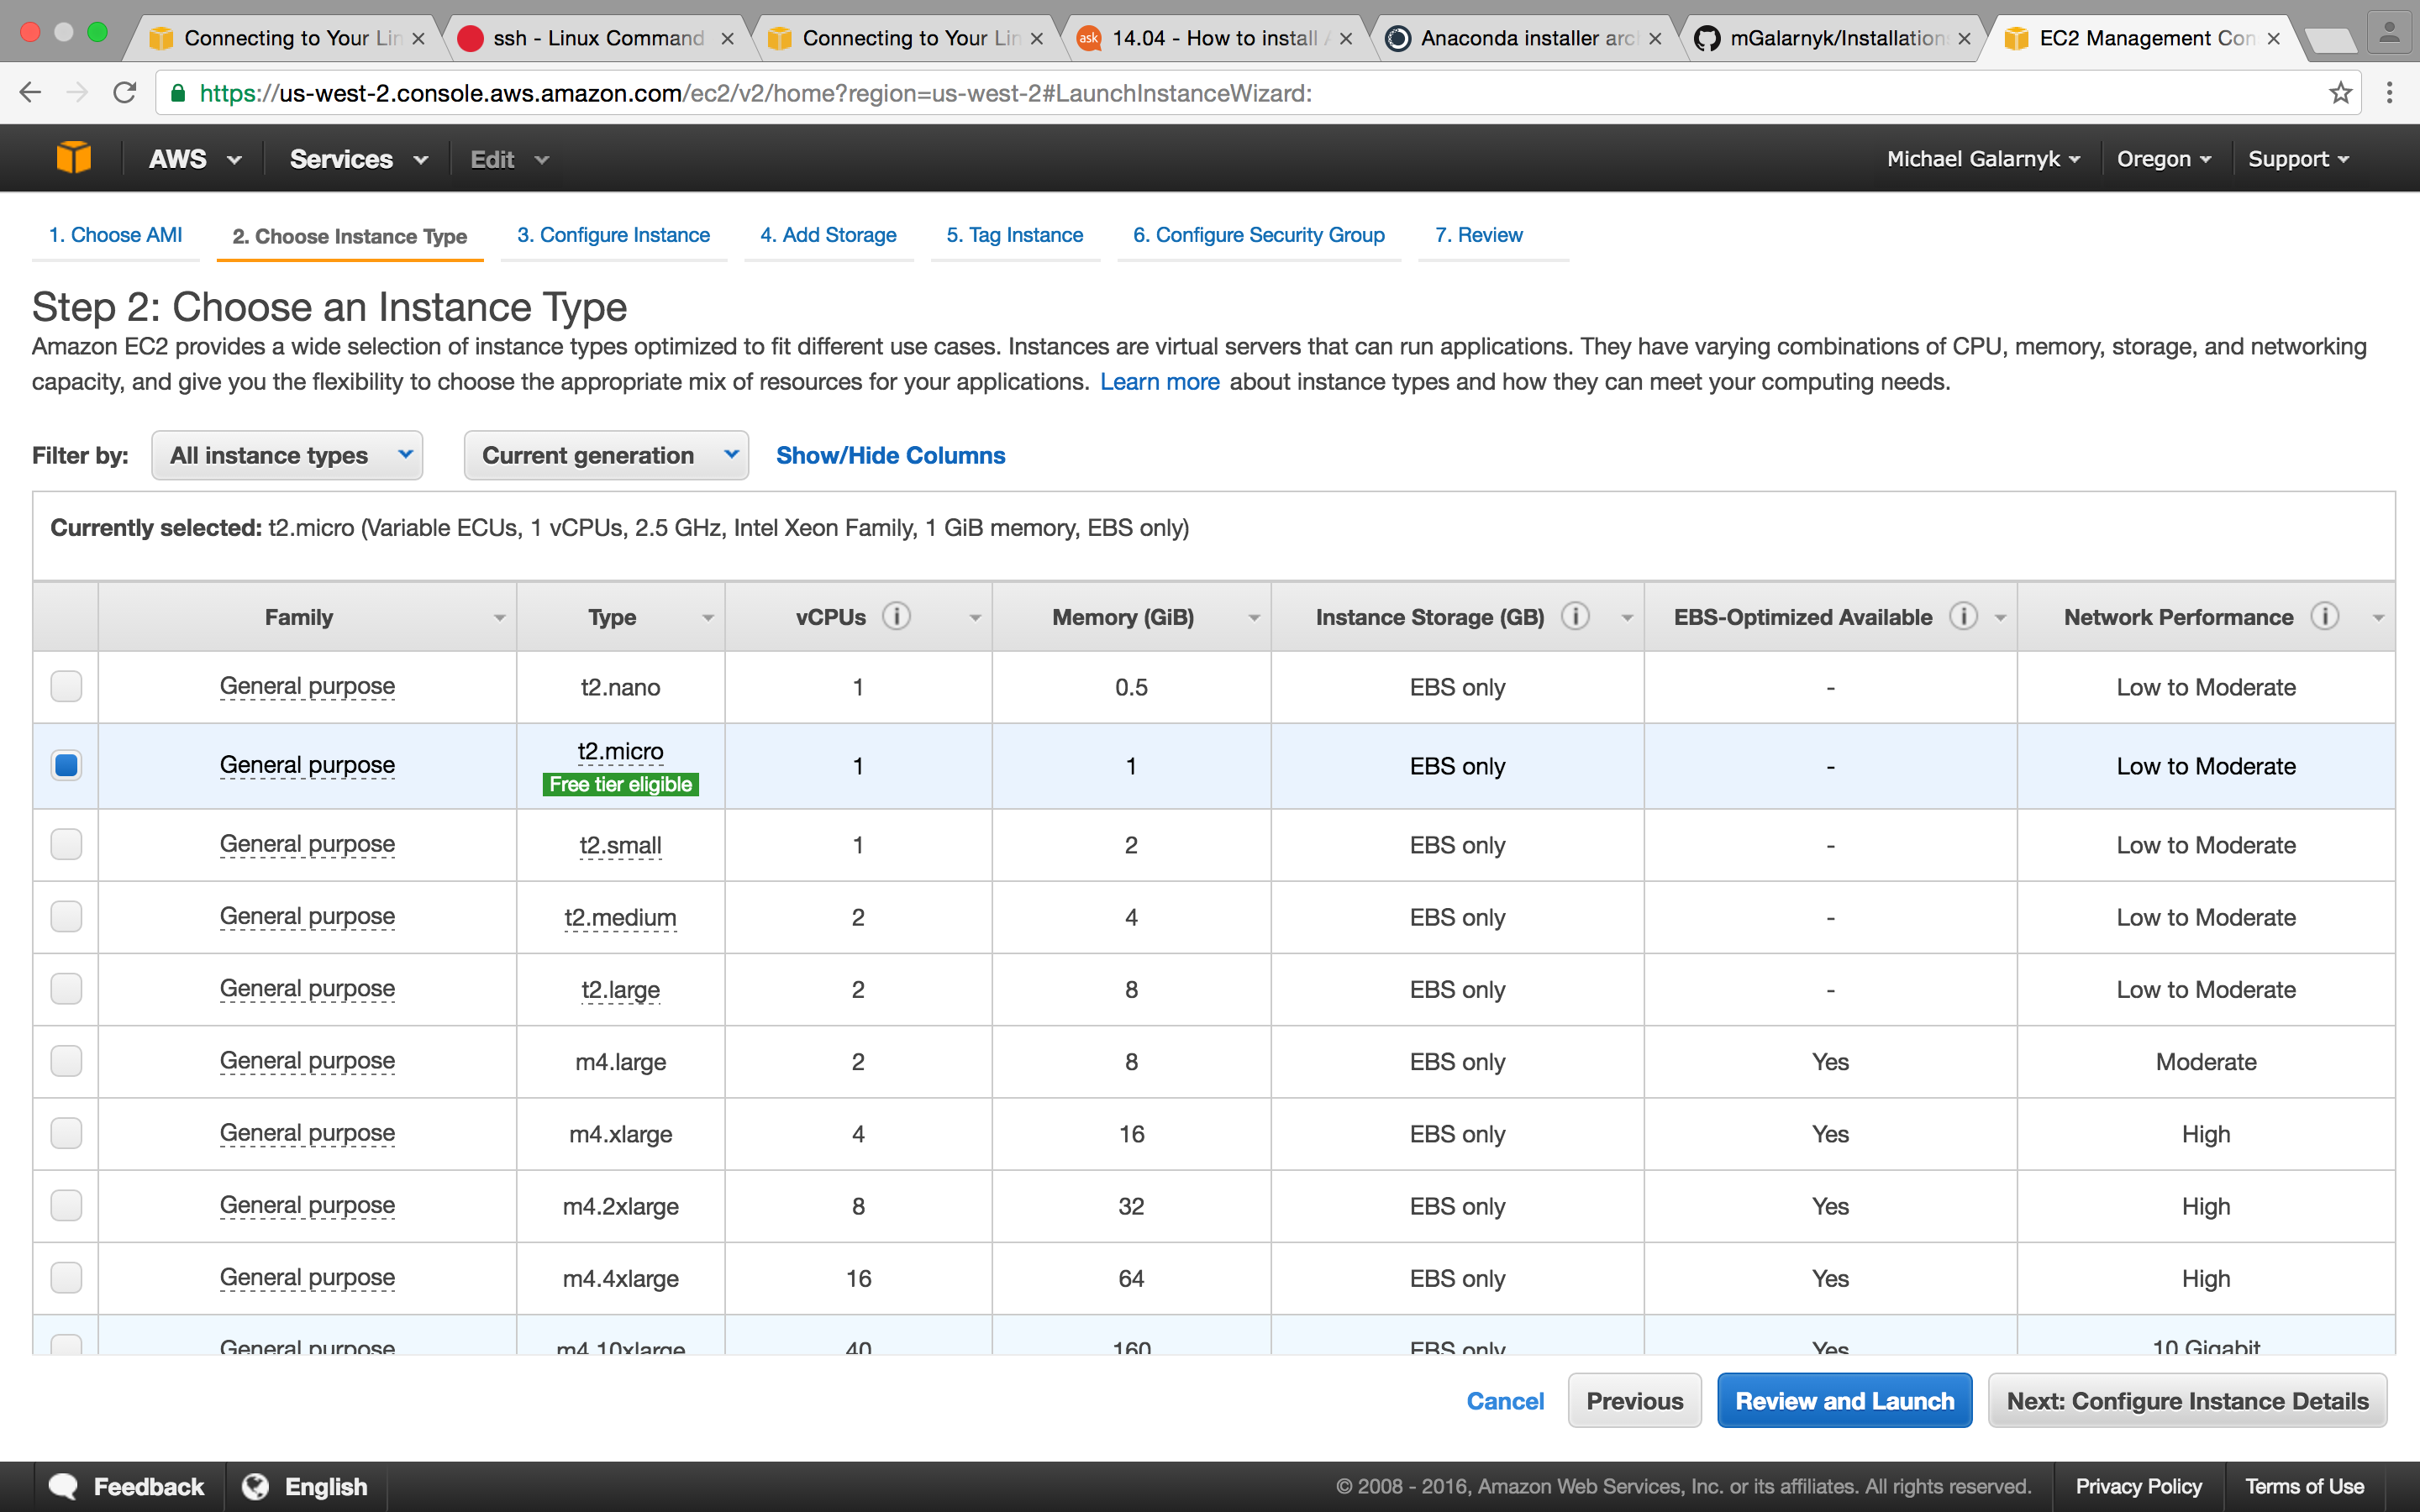 Connecting to Your Lin
ssh - Linux Command
Connecting to Your Lin
ask 14.04 - How to install A
Anaconda installer arc
mGalarnyk/Installation
EC2 Management Con
https://us-west-2.console.aws.amazon.com/ec2/v2/home?region=us-west-2#LaunchInstanceWizard:
AWS Services Edit Michael Galarnyk Oregon Support
1. Choose AMI 2. Choose Instance Type 3. Configure Instance 4. Add Storage 5. Tag Instance 6. Configure Security Group 7. Review
Step 2: Choose an Instance Type
Amazon EC2 provides a wide selection of instance types optimized to fit different use cases. Instances are virtual servers that can run applications. They have varying combinations of CPU, memory, storage, and networking
capacity, and give you the flexibility to choose the appropriate mix of resources for your applications. Learn more about instance types and how they can meet your computing needs.
Filter by: All instance types Current generation Show/Hide Columns
Currently selected: t2.micro (Variable ECUs, 1 vCPUs, 2.5 GHz, Intel Xeon Family, 1 GiB memory, EBS only)
Family Type vCPUs i Memory (GiB) Instance Storage (GB) i EBS-Optimized Available i Network Performance i
General purpose t2.nano 1 0.5 EBS only - Low to Moderate
General purpose t2.micro 1 1 EBS only - Low to Moderate
Free tier eligible
General purpose t2.small 1 2 EBS only - Low to Moderate
General purpose t2.medium 2 4 EBS only - Low to Moderate
General purpose t2.large 2 8 EBS only - Low to Moderate
General purpose m4.large 2 8 EBS only Yes Moderate
General purpose m4.xlarge 4 16 EBS only Yes High
General purpose m4.2xlarge 8 32 EBS only Yes High
General purpose m4.4xlarge 16 64 EBS only Yes High
General purpose m4.10xlarge 40 160 EBS only Yes 10 Gigabit
Cancel Previous Review and Launch Next: Configure Instance Details
Feedback English © 2008 - 2016, Amazon Web Services, Inc. or its affiliates. All rights reserved. Privacy Policy Terms of Use